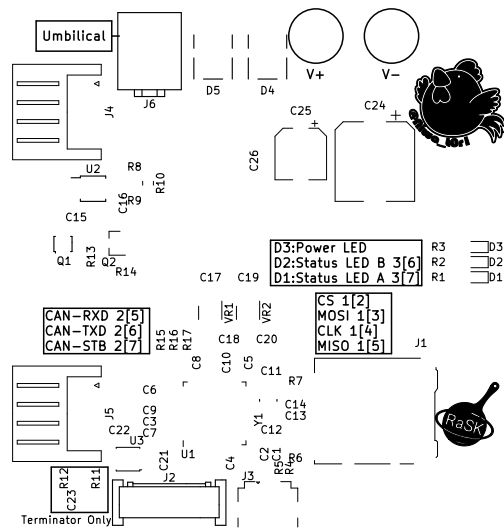 Umbilical
J6
D5
D4
V+
V-
J4
C25
C24
C26
U2
R8
R9
R10
C16
C15
Q1
R13
Q2
R14
D3:Power LED
D2:Status LED B 3[6]
D1:Status LED A 3[7]
R3
D3
R2
D2
R1
D1
C17
C19
CAN-RXD 2[5]
CAN-TXD 2[6]
CAN-STB 2[7]
R15
R16
R17
VR1
VR2
C18
C20
CS 1[2]
MOSI 1[3]
CLK 1[4]
MISO 1[5]
J1
C8
C10
C5
C11
R7
C6
J5
C9
C3
C7
C22
U3
U1
Y1
C14
C13
C12
RaSK
C21
C4
C2
C1
R5
R4
R6
J2
J3
R12
R11
C23
Terminator Only